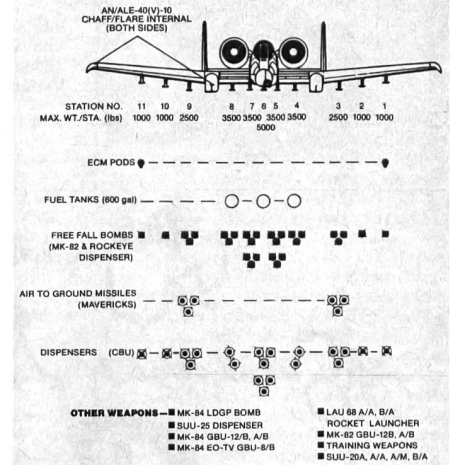 AN/ALE-40(V)-10
CHAFF/FLARE INTERNAL
(BOTH SIDES)
STATION NO. 11 10 9 8 7 6 5 4 3 2 1
MAX. WT./STA. (lbs) 1000 1000 2500 3500 3500 3500 3500 2500 1000 1000
5000
ECM PODS
FUEL TANKS (600 gal)
FREE FALL BOMBS
(MK-82 & ROCKEYE
DISPENSER)
AIR TO GROUND MISSILES
(MAVERICKS)
DISPENSERS (CBU)
OTHER WEAPONS— ■ MK-84 LDGP BOMB
■ SUU-25 DISPENSER
■ MK-84 GBU-12/B, A/B
■ MK-84 EO-TV GBU-8/B
■ LAU 68 A/A, B/A
ROCKET LAUNCHER
■ MK-82 GBU-12B, A/B
■ TRAINING WEAPONS
■ SUU-20A, A/A, A/M, B/A